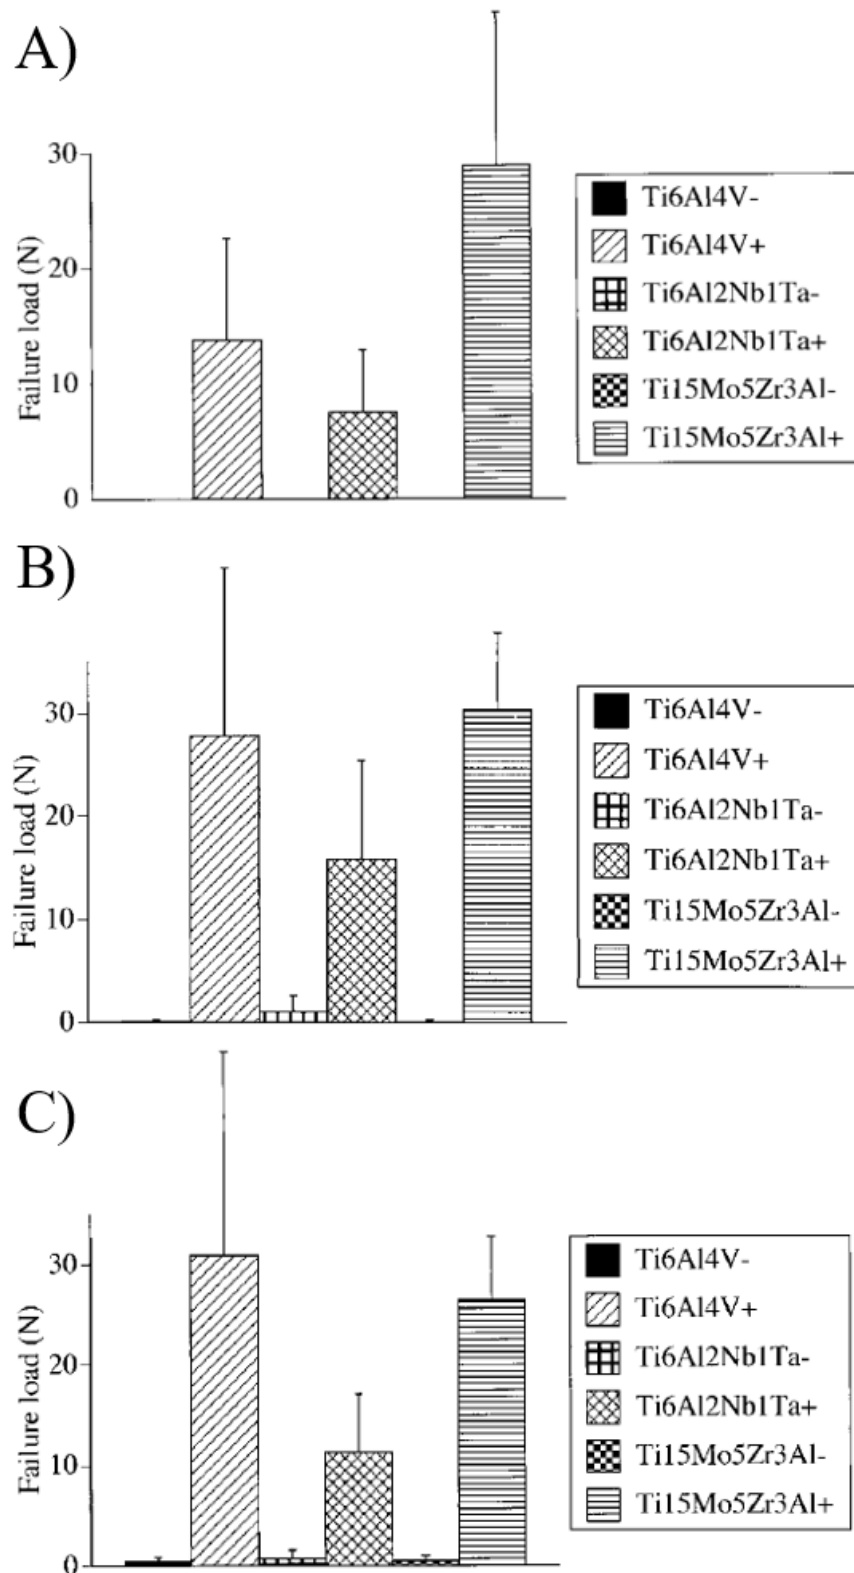 A)
Failure load (N)
30
20
10
0
Ti6Al4V-
Ti6Al4V+
Ti6Al2Nb1Ta-
Ti6Al2Nb1Ta+
Ti15Mo5Zr3Al-
Ti15Mo5Zr3Al+
B)
Failure load (N)
30
20
10
0
Ti6Al4V-
Ti6Al4V+
Ti6Al2Nb1Ta-
Ti6Al2Nb1Ta+
Ti15Mo5Zr3Al-
Ti15Mo5Zr3Al+
C)
Failure load (N)
30
20
10
0
Ti6Al4V-
Ti6Al4V+
Ti6Al2Nb1Ta-
Ti6Al2Nb1Ta+
Ti15Mo5Zr3Al-
Ti15Mo5Zr3Al+